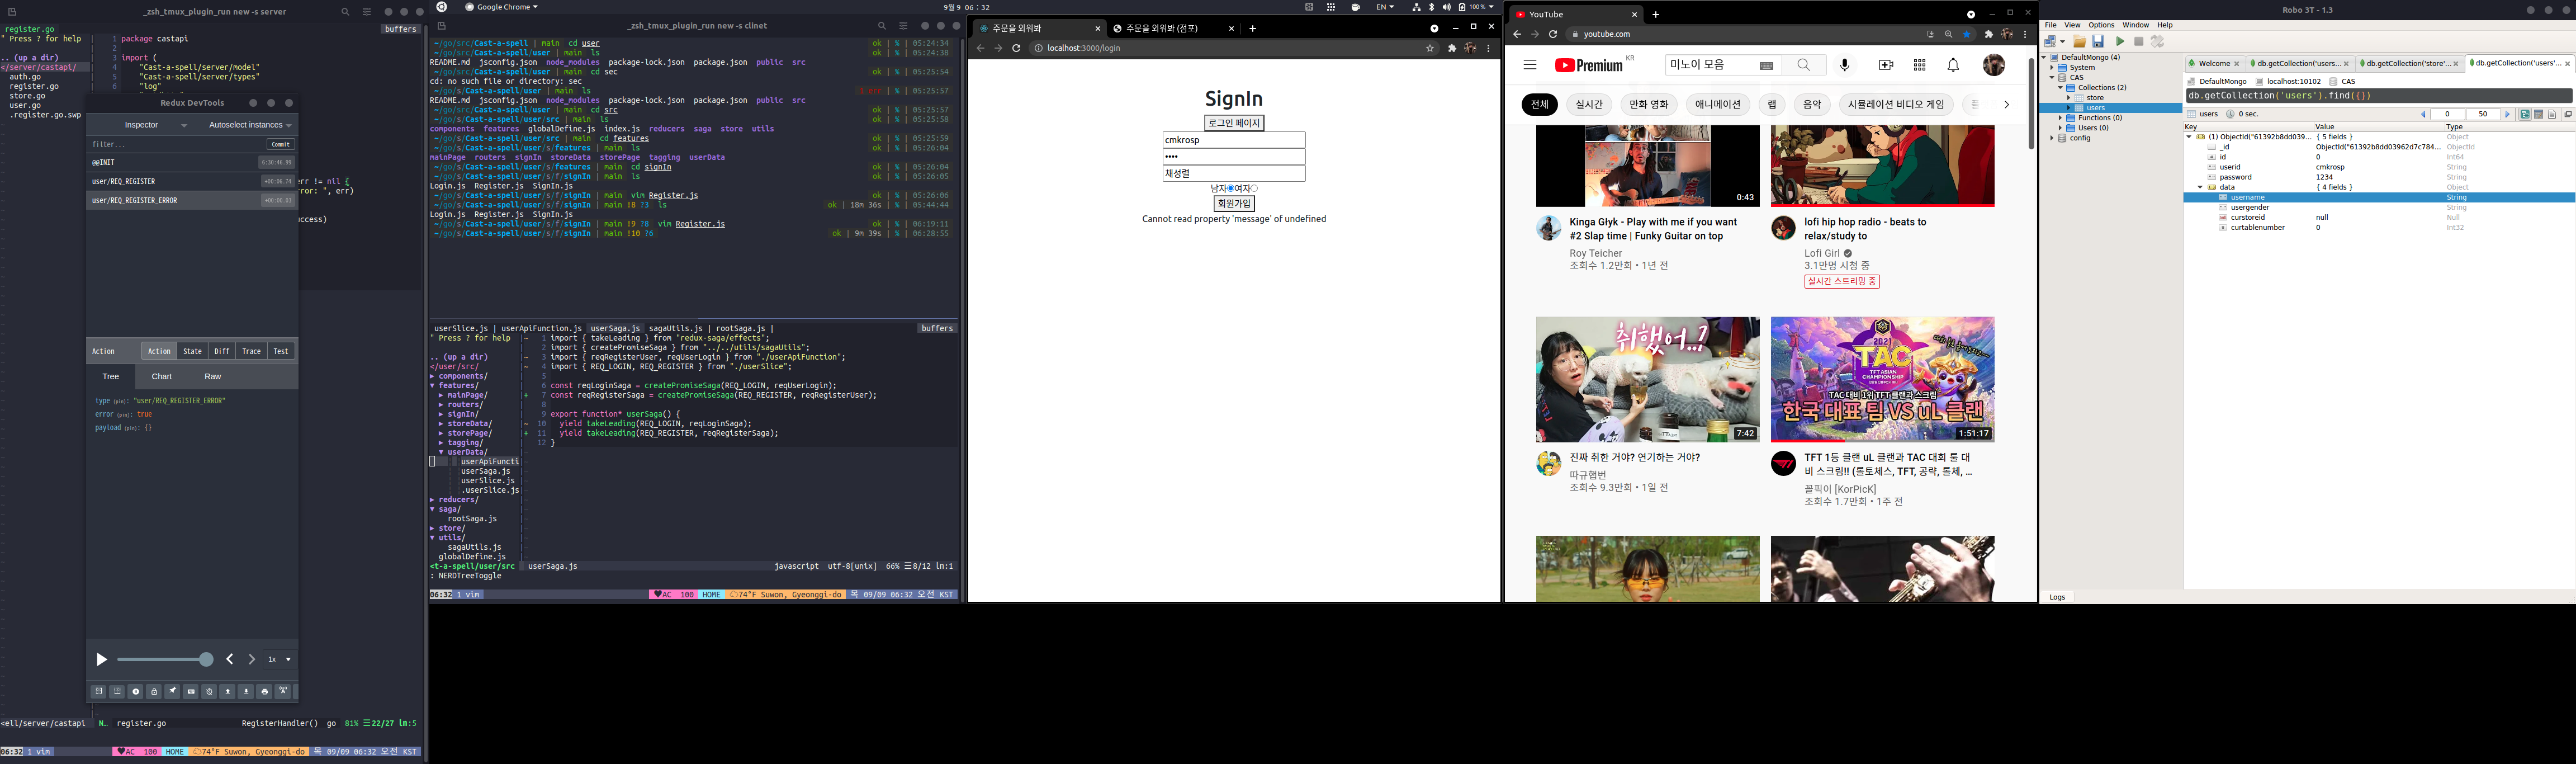 _zsh_tmux_plugin_run new -s server
register.go
buffers
" Press ? for help
.. (up a dir)
</server/castapi/
auth.go
register.go
store.go
user.go
.register.go.swp
1 package castapi
2
3 import (
4 "Cast-a-spell/server/model"
5 "Cast-a-spell/server/types"
6 "log"
rr != nil {
ror: ", err)
ccess)
Redux DevTools
Inspector
Autoselect instances
filter...
Commit
@@INIT
6:30:46.99
user/REQ_REGISTER
+00:06.74
user/REQ_REGISTER_ERROR
+00:00.03
Action
Action State Diff Trace Test
Tree Chart Raw
type (pin): "user/REQ_REGISTER_ERROR"
error (pin): true
payload (pin): {}
1x
<ell/server/castapi N… register.go RegisterHandler() go 81% ☰22/27 ln:5
06:32 1 vim ♥AC 100 HOME 74°F Suwon, Gyeonggi-do 목 09/09 06:32 오전 KST
Google Chrome
9월 9 06 : 32
EN
100%
_zsh_tmux_plugin_run new -s clinet
~/go/src/Cast-a-spell | main cd user ok | % | 05:24:34
~/go/src/Cast-a-spell/user | main ls ok | % | 05:24:38
README.md jsconfig.json node_modules package-lock.json package.json public src
~/go/src/Cast-a-spell/user | main cd sec ok | % | 05:25:54
cd: no such file or directory: sec
~/go/src/Cast-a-spell/user | main ls 1 err | % | 05:25:57
README.md jsconfig.json node_modules package-lock.json package.json public src
~/go/src/Cast-a-spell/user | main cd src ok | % | 05:25:57
~/go/s/Cast-a-spell/user/src | main ls ok | % | 05:25:58
components features globalDefine.js index.js reducers saga store utils
~/go/s/Cast-a-spell/user/src | main cd features ok | % | 05:25:59
~/go/s/Cast-a-spell/user/s/features | main ls ok | % | 05:26:04
mainPage routers signIn storeData storePage tagging userData
~/go/s/Cast-a-spell/user/s/features | main cd signIn ok | % | 05:26:04
~/go/s/Cast-a-spell/user/s/f/signIn | main ls ok | % | 05:26:05
Login.js Register.js SignIn.js
~/go/s/Cast-a-spell/user/s/f/signIn | main vim Register.js ok | % | 05:26:06
~/go/s/Cast-a-spell/user/s/f/signIn | main !8 ?3 ls ok | 18m 36s | % | 05:44:44
Login.js Register.js SignIn.js
~/go/s/Cast-a-spell/user/s/f/signIn | main !9 ?8 vim Register.js ok | % | 06:19:11
~/go/s/Cast-a-spell/user/s/f/signIn | main !10 ?6 ok | 9m 39s | % | 06:28:55
userSlice.js | userApiFunction.js userSaga.js sagaUtils.js | rootSaga.js | buffers
" Press ? for help
.. (up a dir)
</user/src/
▸ components/
▾ features/
▸ mainPage/
▸ routers/
▸ signIn/
▸ storeData/
▸ storePage/
▸ tagging/
▾ userData/
userApiFuncti
userSaga.js
userSlice.js
.userSlice.js
▸ reducers/
▾ saga/
rootSaga.js
▸ store/
▾ utils/
sagaUtils.js
globalDefine.js
~ 1 import { takeLeading } from "redux-saga/effects";
2 import { createPromiseSaga } from "../../utils/sagaUtils";
~ 3 import { reqRegisterUser, reqUserLogin } from "./userApiFunction";
~ 4 import { REQ_LOGIN, REQ_REGISTER } from "./userSlice";
5
6 const reqLoginSaga = createPromiseSaga(REQ_LOGIN, reqUserLogin);
+ 7 const reqRegisterSaga = createPromiseSaga(REQ_REGISTER, reqRegisterUser);
8
9 export function* userSaga() {
~ 10 yield takeLeading(REQ_LOGIN, reqLoginSaga);
+ 11 yield takeLeading(REQ_REGISTER, reqRegisterSaga);
12 }
<t-a-spell/user/src userSaga.js javascript utf-8[unix] 66% ☰8/12 ln:1
: NERDTreeToggle
06:32 1 vim ♥AC 100 HOME 74°F Suwon, Gyeonggi-do 목 09/09 06:32 오전 KST
주문을 외워봐
주문을 외워봐 (점포)
localhost:3000/login
SignIn
로그인 페이지
cmkrosp
••••
채성렬
남자 여자
회원가입
Cannot read property 'message' of undefined
YouTube
youtube.com
Premium KR
미노이 모음
전체 실시간 만화 영화 애니메이션 랩 음악 시뮬레이션 비디오 게임
0:43
Kinga Głyk - Play with me if you want #2 Slap time | Funky Guitar on top
Roy Teicher
조회수 1.2만회 • 1년 전
lofi hip hop radio - beats to relax/study to
Lofi Girl
3.1만명 시청 중
실시간 스트리밍 중
취했어..?
7:42
진짜 취한 거야? 연기하는 거야?
따규햅번
조회수 9.3만회 • 1일 전
2021
TAC
TFT ASIAN
CHAMPIONSHIP
TAC 대비 1위 TFT 클랜과 스크림
한국 대표 팀 VS uL 클랜
1:51:17
TFT 1등 클랜 uL 클랜과 TAC 대회 룰 대비 스크림!! (롤토체스, TFT, 공략, 롤체, ...
꼴픽이 [KorPicK]
조회수 1.7만회 • 1주 전
Robo 3T - 1.3
File View Options Window Help
DefaultMongo (4)
System
CAS
Collections (2)
store
users
Functions (0)
Users (0)
config
Welcome
db.getCollection('users...
db.getCollection('store'...
db.getCollection('users'...
DefaultMongo localhost:10102 CAS
db.getCollection('users').find({})
users 0 sec.
0 50
Key Value Type
(1) ObjectId("61392b8dd039... { 5 fields } Object
_id ObjectId("61392b8dd03962d7c784... ObjectId
id 0 Int64
userid cmkrosp String
password 1234 String
data { 4 fields } Object
username String
usergender String
curstoreid null Null
curtablenumber 0 Int32
Logs